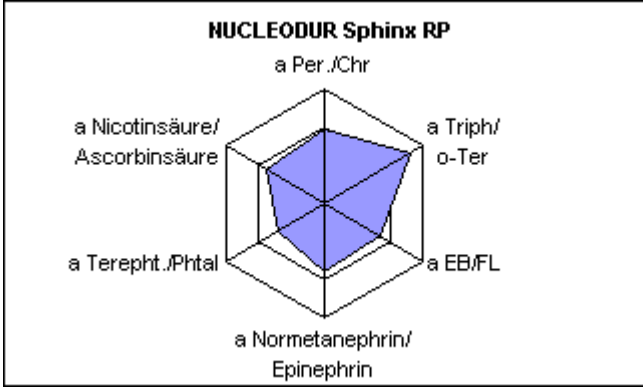 NUCLEODUR Sphinx RP
a Per./Chr
a Nicotinsäure/
Ascorbinsäure
a Triph/
o-Ter
a Terepht./Phtal
a EB/FL
a Normetanephrin/
Epinephrin